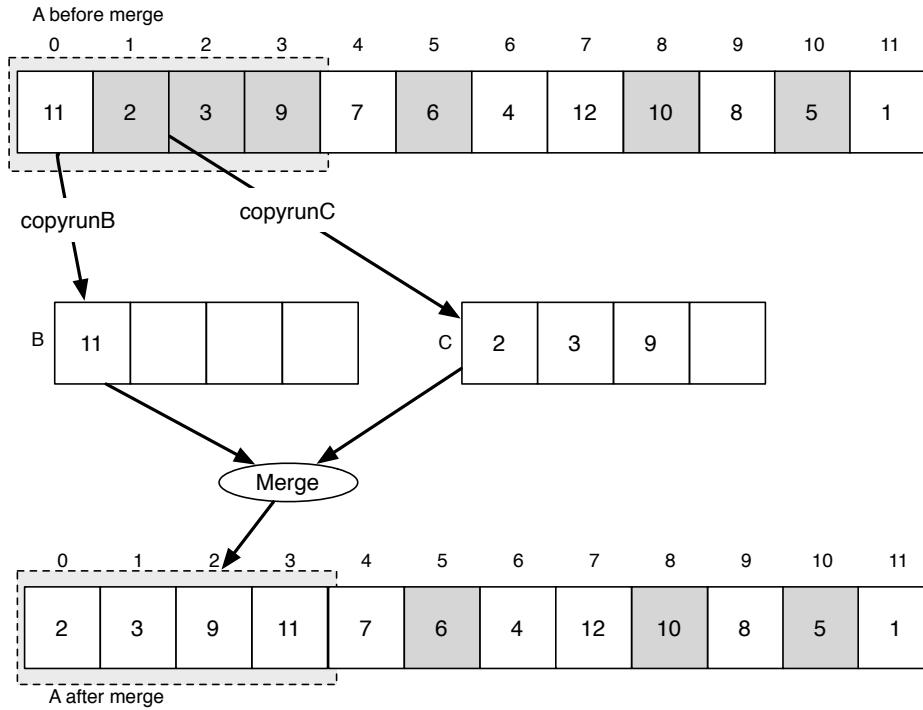 A before merge
0 1 2 3 4 5 6 7 8 9 10 11
11 2 3 9 7 6 4 12 10 8 5 1
copyrunB
copyrunC
B 11
C 2 3 9
Merge
0 1 2 3 4 5 6 7 8 9 10 11
2 3 9 11 7 6 4 12 10 8 5 1
A after merge